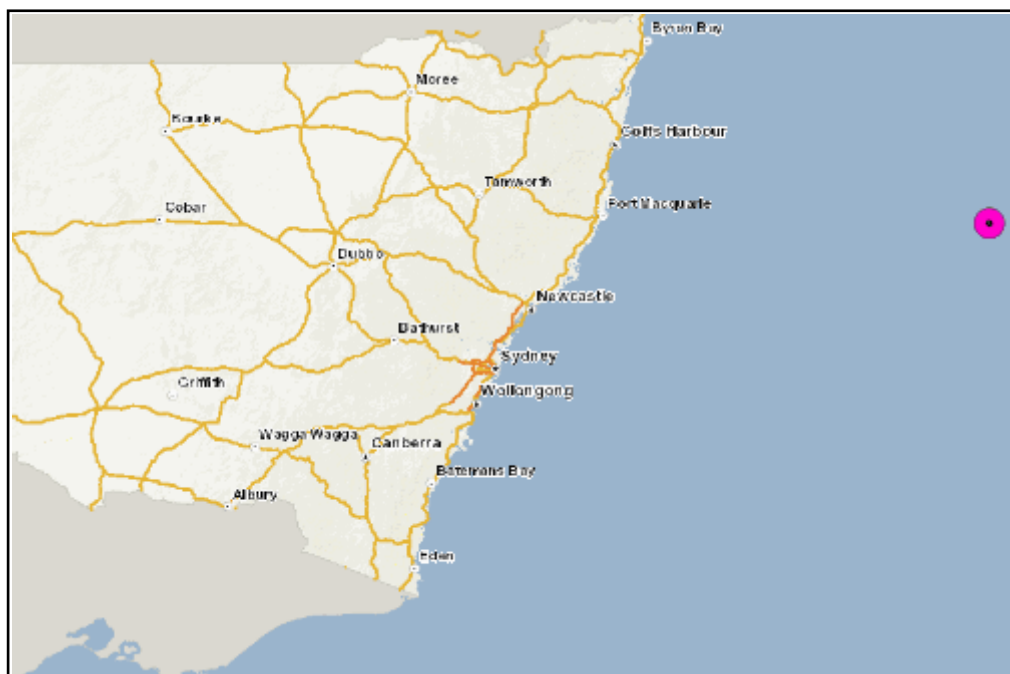 Byron Bay
Moree
Bourke
Coffs Harbour
Tamworth
Cobar
Port Macquarie
Dubbo
Newcastle
Bathurst
Sydney
Griffith
Wollongong
Wagga Wagga
Canberra
Batemans Bay
Albury
Eden